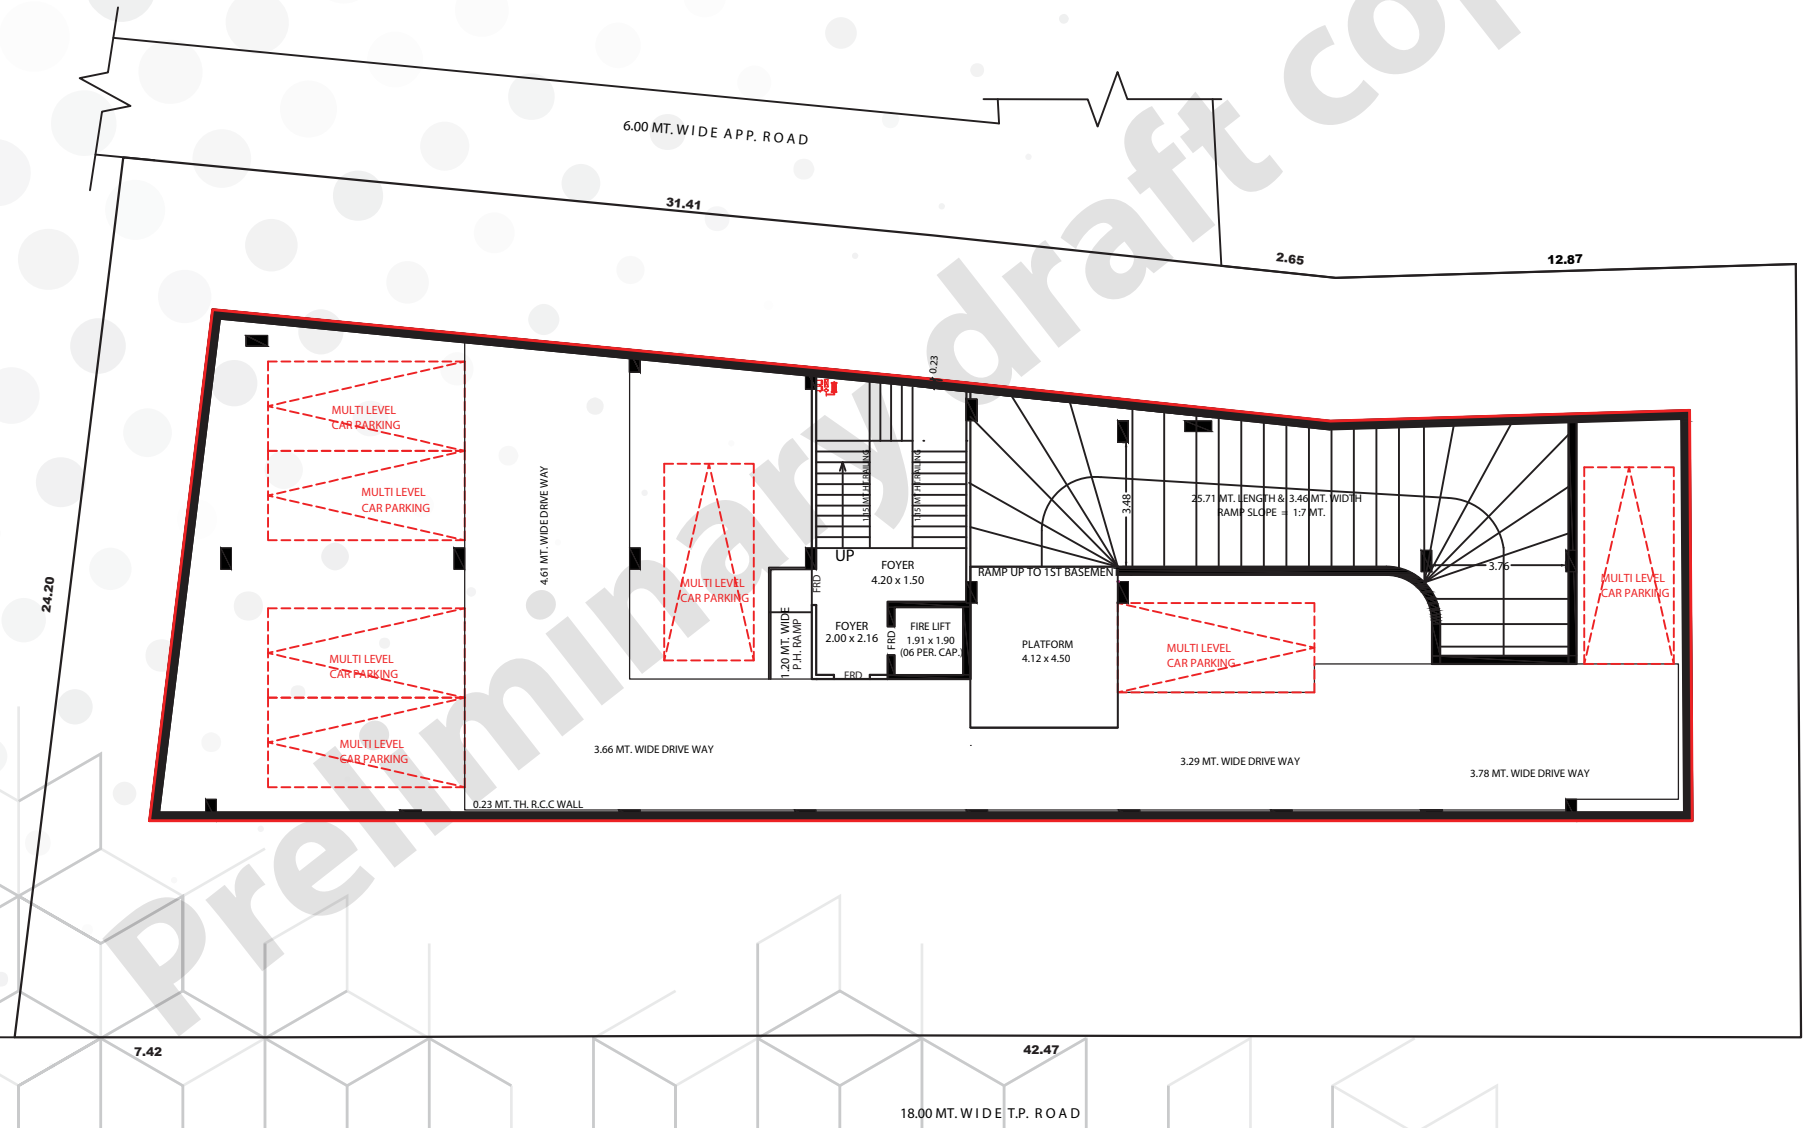 Preliminary draft cop
6.00 MT. WIDE APP. ROAD
31.41
2.65
12.87
24.20
0.23
MULTI LEVEL
CAR PARKING
MULTI LEVEL
CAR PARKING
4.61 MT. WIDE DRIVE WAY
MULTI LEVEL
CAR PARKING
1.15 MT.HT.RAILING
1.15 MT.HT.RAILING
UP
FOYER
4.20 x 1.50
FRD
FOYER
2.00 x 2.16
FRD
FIRE LIFT
1.91 x 1.90
(06 PER. CAP.)
FRD
1.20 MT. WIDE
P.H. RAMP
3.48
25.71 MT. LENGTH & 3.46 MT. WIDTH
RAMP SLOPE = 1:7 MT.
RAMP UP TO 1ST BASEMENT
3.76
MULTI LEVEL
CAR PARKING
PLATFORM
4.12 x 4.50
MULTI LEVEL
CAR PARKING
MULTI LEVEL
CAR PARKING
MULTI LEVEL
CAR PARKING
3.66 MT. WIDE DRIVE WAY
3.29 MT. WIDE DRIVE WAY
3.78 MT. WIDE DRIVE WAY
0.23 MT. TH. R.C.C WALL
7.42
42.47
18.00 MT. WIDE T.P. ROAD